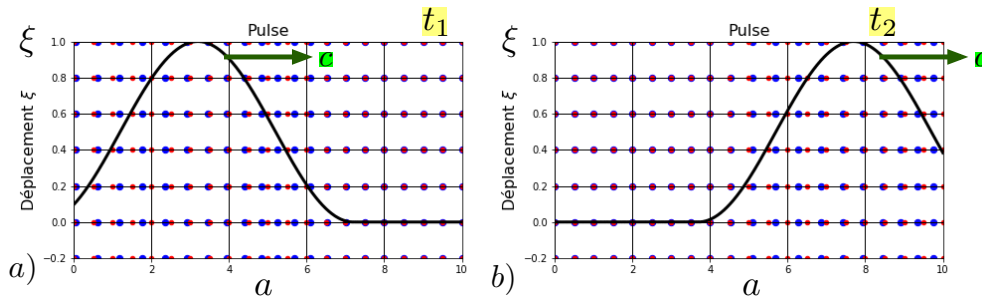 Pulse
t₁
ξ
c
Déplacement ξ
1.0
0.8
0.6
0.4
0.2
0.0
−0.2
0 2 4 6 8 10
a)
a
Pulse
t₂
ξ
Déplacement ξ
1.0
0.8
0.6
0.4
0.2
0.0
−0.2
0 2 4 6 8 10
b)
a